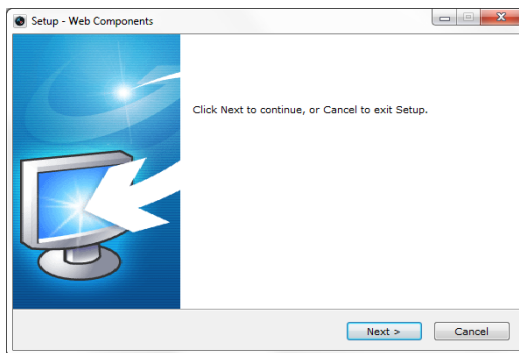 Setup - Web Components
Click Next to continue, or Cancel to exit Setup.
Next >
Cancel